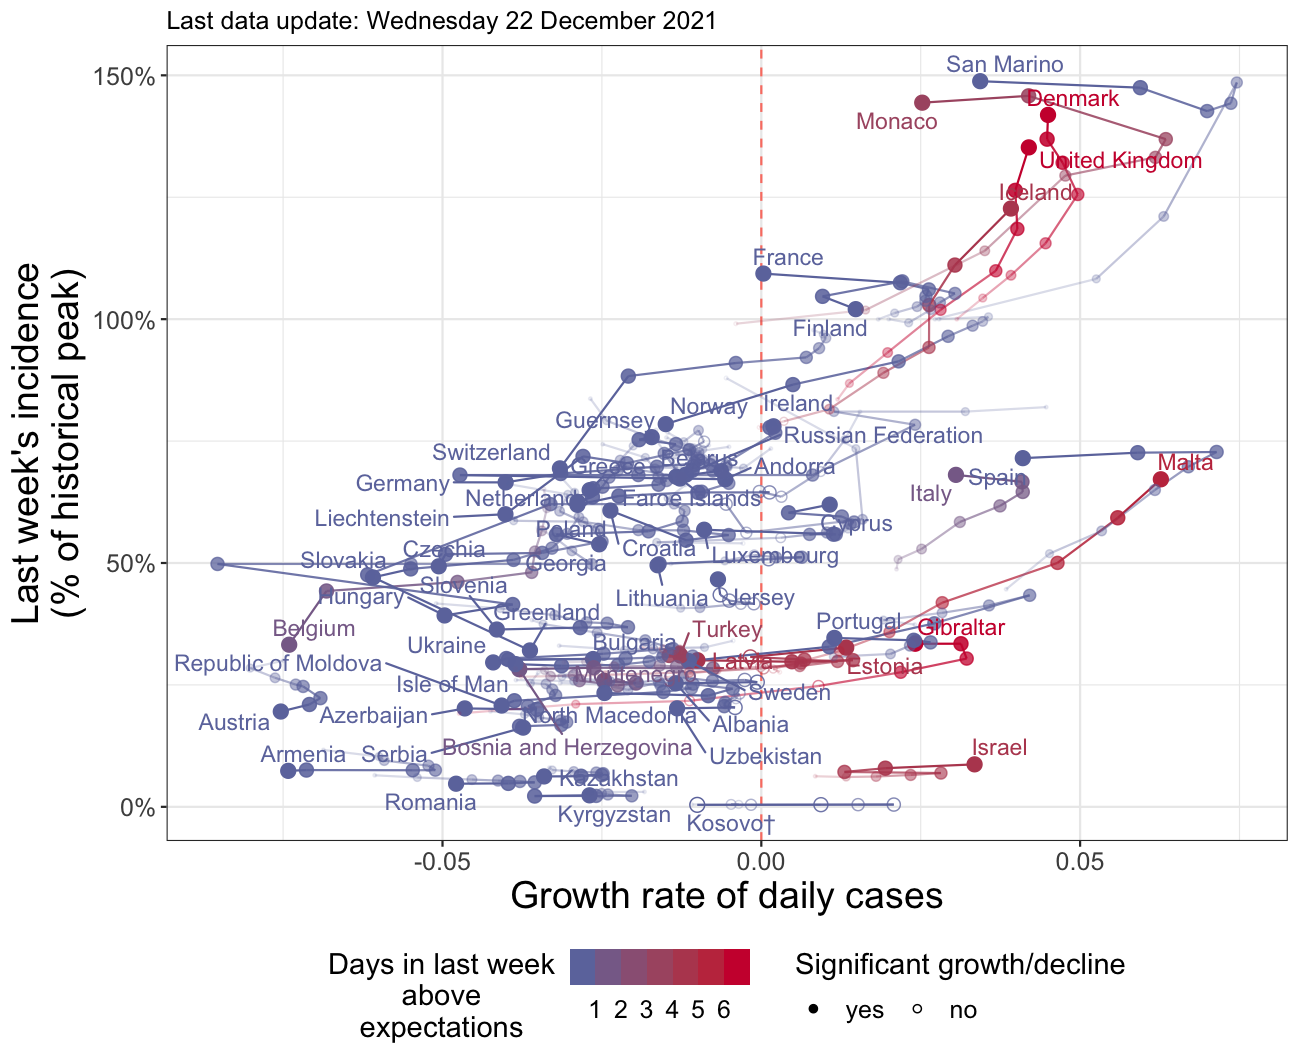 Last data update: Wednesday 22 December 2021
150%
100%
50%
0%
Last week's incidence
(% of historical peak)
San Marino
Denmark
Monaco
United Kingdom
Iceland
France
Finland
Ireland
Norway
Guernsey
Russian Federation
Switzerland
Belarus
Greece
Andorra
Malta
Spain
Italy
Germany
Netherlands
Faroe Islands
Liechtenstein
Poland
Cyprus
Croatia
Luxembourg
Czechia
Slovakia
Georgia
Slovenia
Hungary
Lithuania
Jersey
Greenland
Belgium
Turkey
Portugal
Gibraltar
Ukraine
Bulgaria
Republic of Moldova
Latvia
Estonia
Montenegro
Isle of Man
Sweden
Austria
Azerbaijan
North Macedonia
Albania
Bosnia and Herzegovina
Israel
Armenia
Serbia
Uzbekistan
Kazakhstan
Romania
Kyrgyzstan
Kosovo†
-0.05
0.00
0.05
Growth rate of daily cases
Days in last week
above
expectations
1 2 3 4 5 6
Significant growth/decline
yes
no